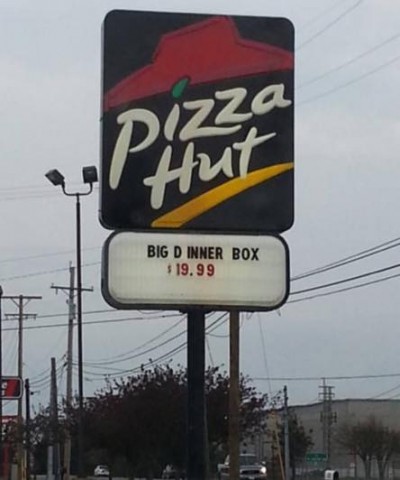 Pizza
Hut
BIG D INNER BOX
$19.99